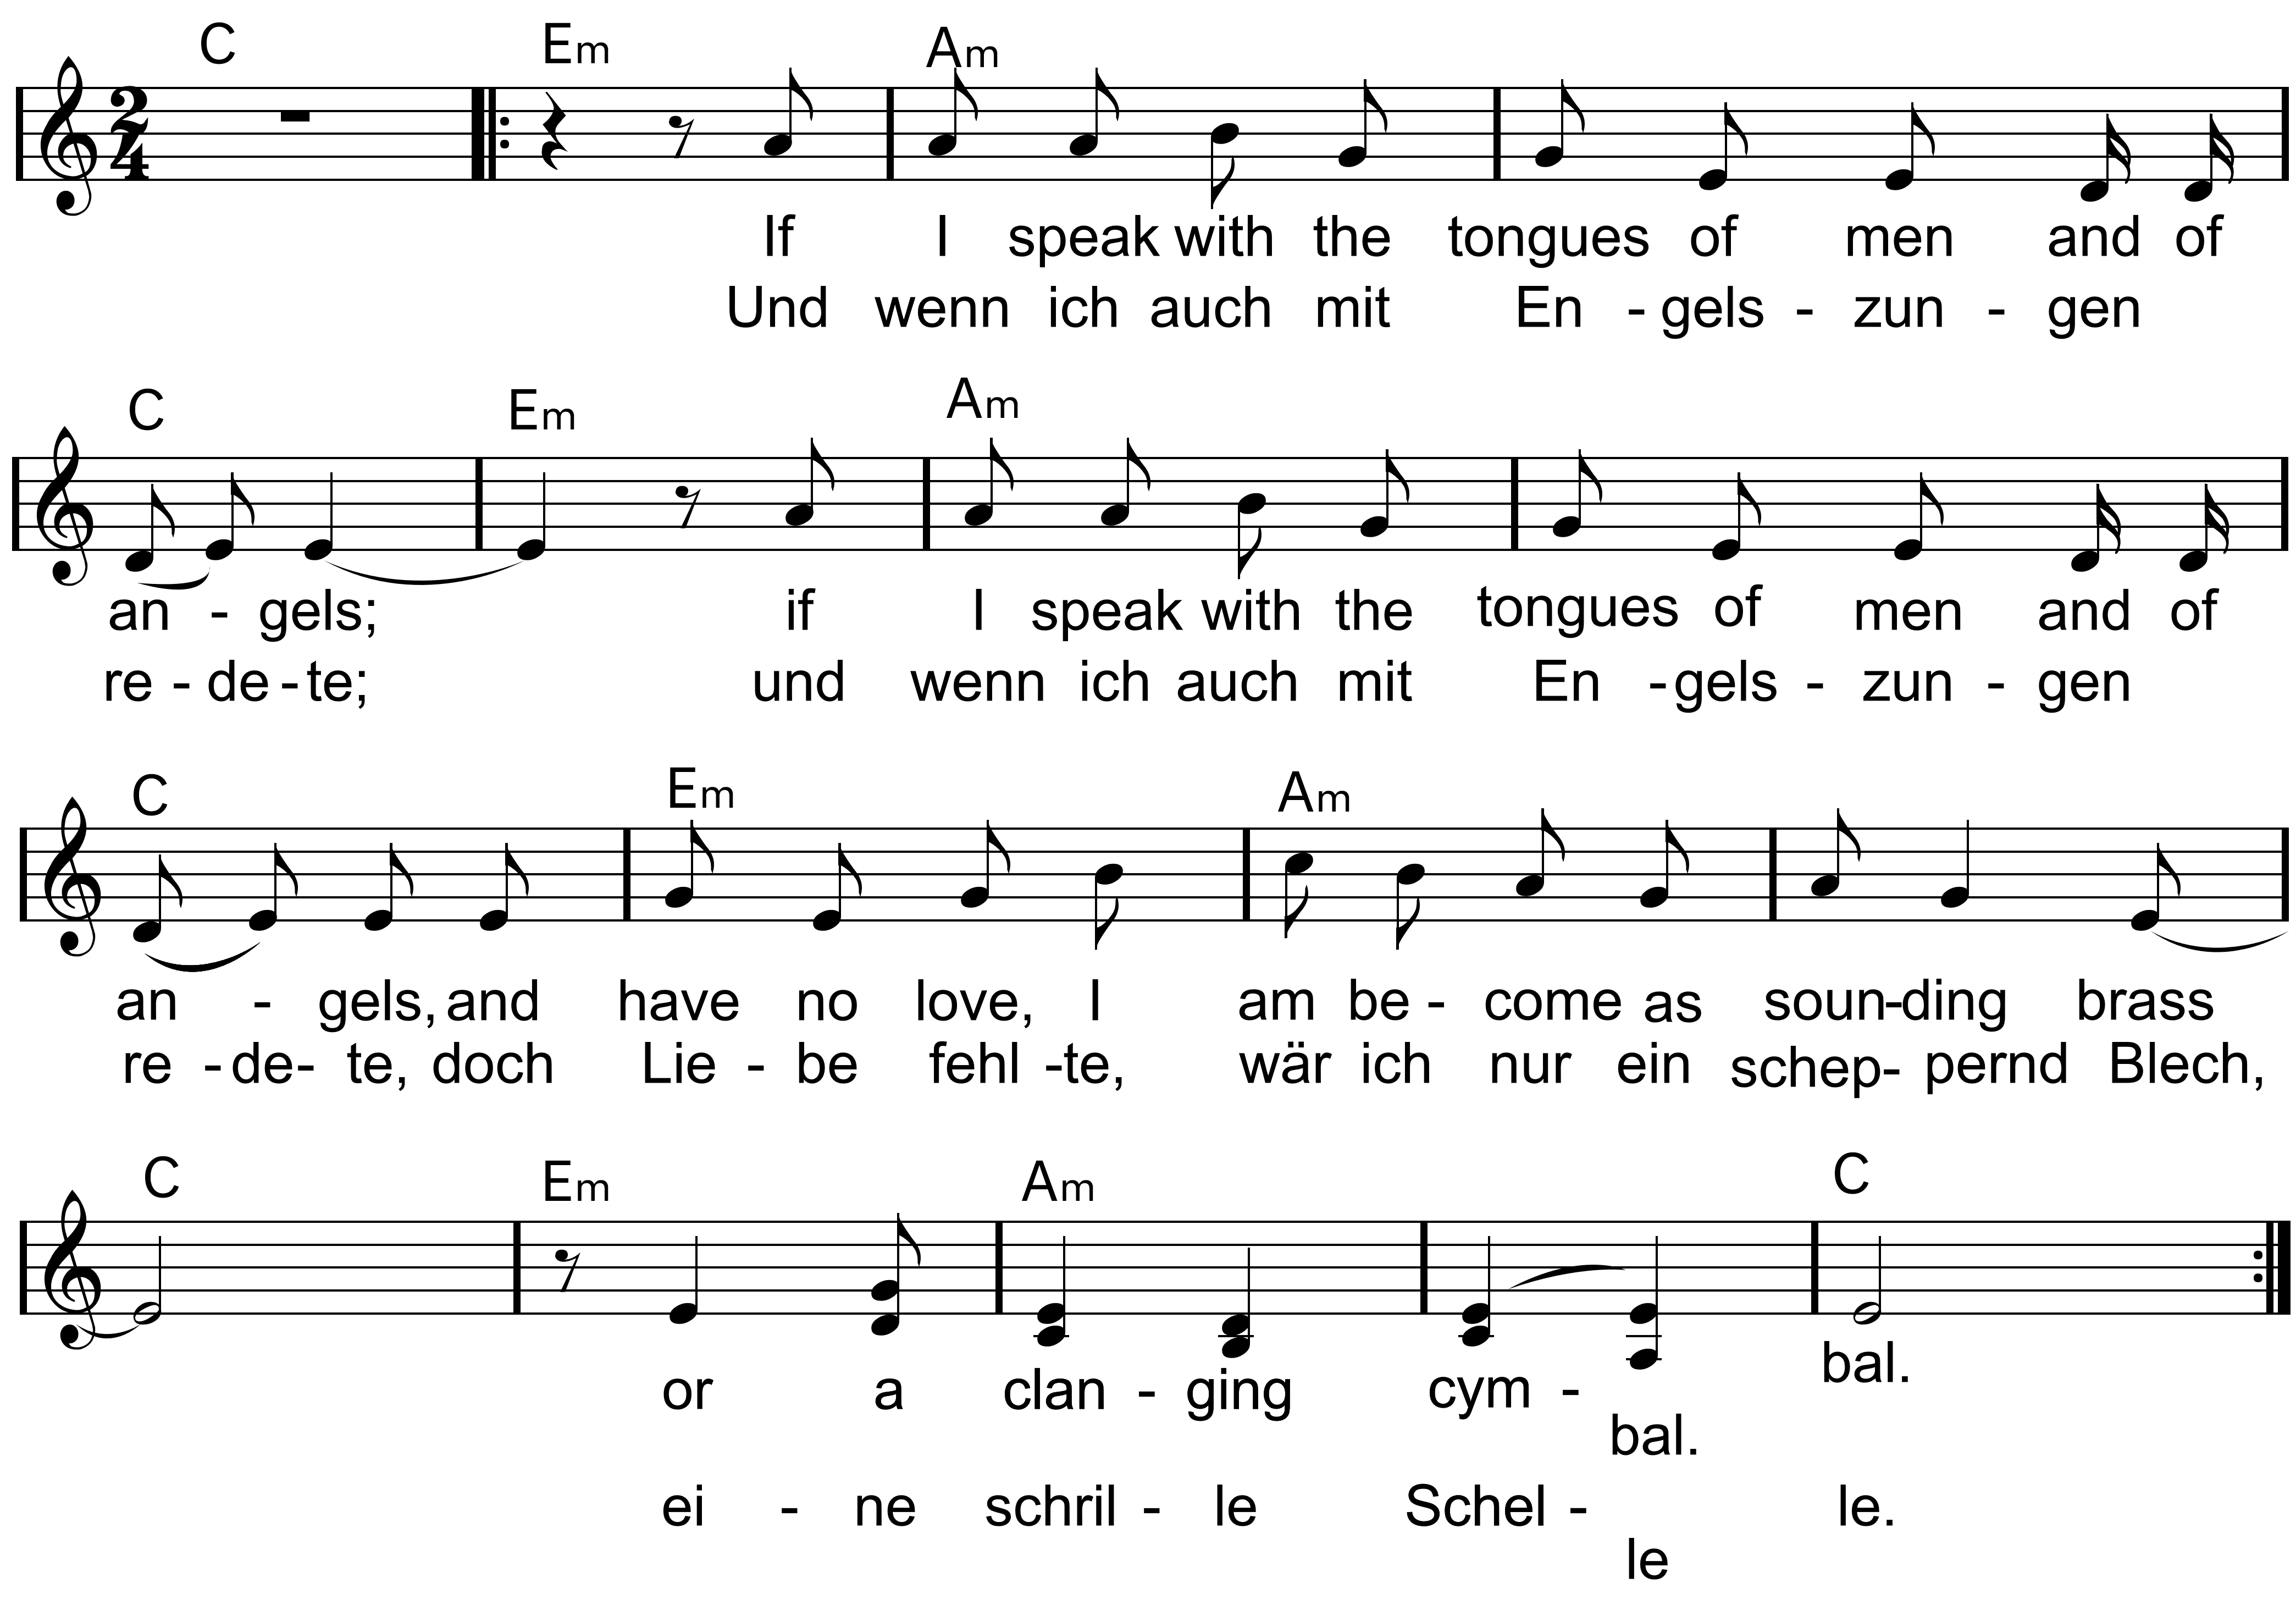 C Em Am
2
4
If I speak with the tongues of men and of
Und wenn ich auch mit En - gels - zun - gen
C Em Am
an - gels; if I speak with the tongues of men and of
re - de - te; und wenn ich auch mit En - gels - zun - gen
C Em Am
an - gels, and have no love, I am be - come as soun-ding brass
re - de- te, doch Lie - be fehl -te, wär ich nur ein schep- pernd Blech,
C Em Am C
or a clan - ging cym - bal.
bal.
ei - ne schril - le Schel - le.
le